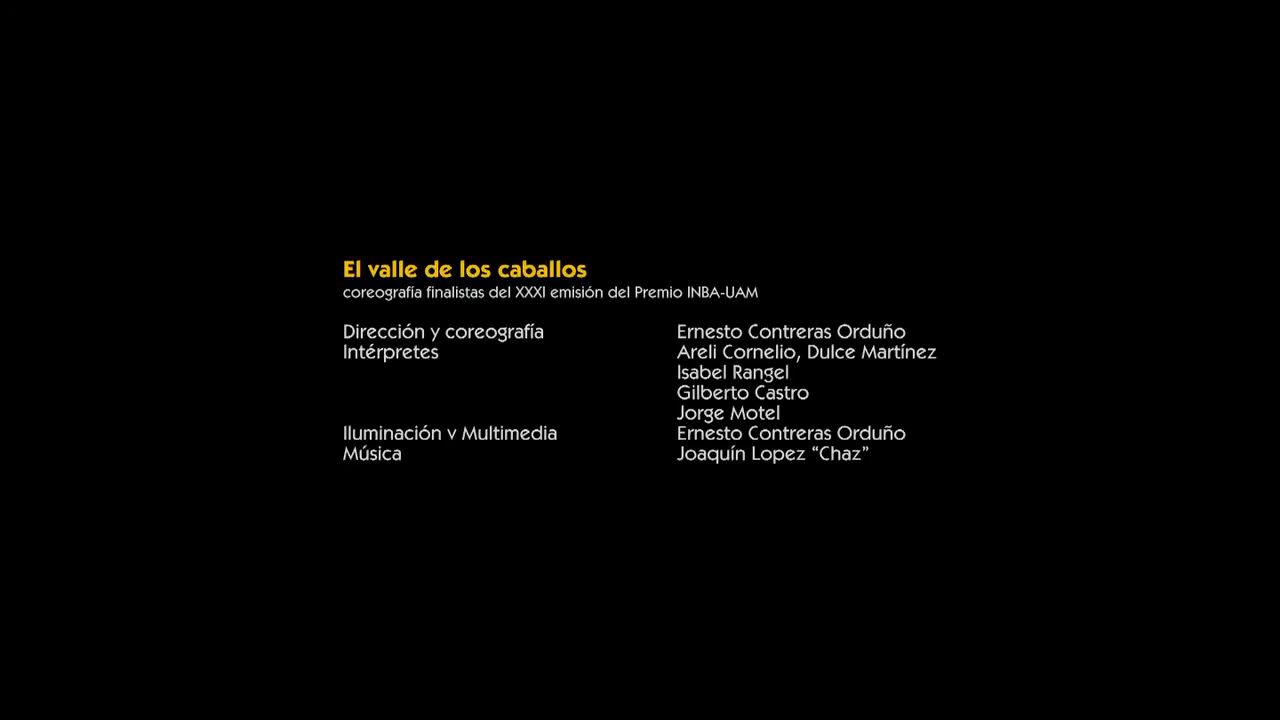 El valle de los caballos
coreografía finalistas del XXXI emisión del Premio INBA-UAM
Dirección y coreografía Ernesto Contreras Orduño
Intérpretes Areli Cornelio, Dulce Martínez
Isabel Rangel
Gilberto Castro
Jorge Motel
Iluminación y Multimedia Ernesto Contreras Orduño
Música Joaquín Lopez “Chaz”